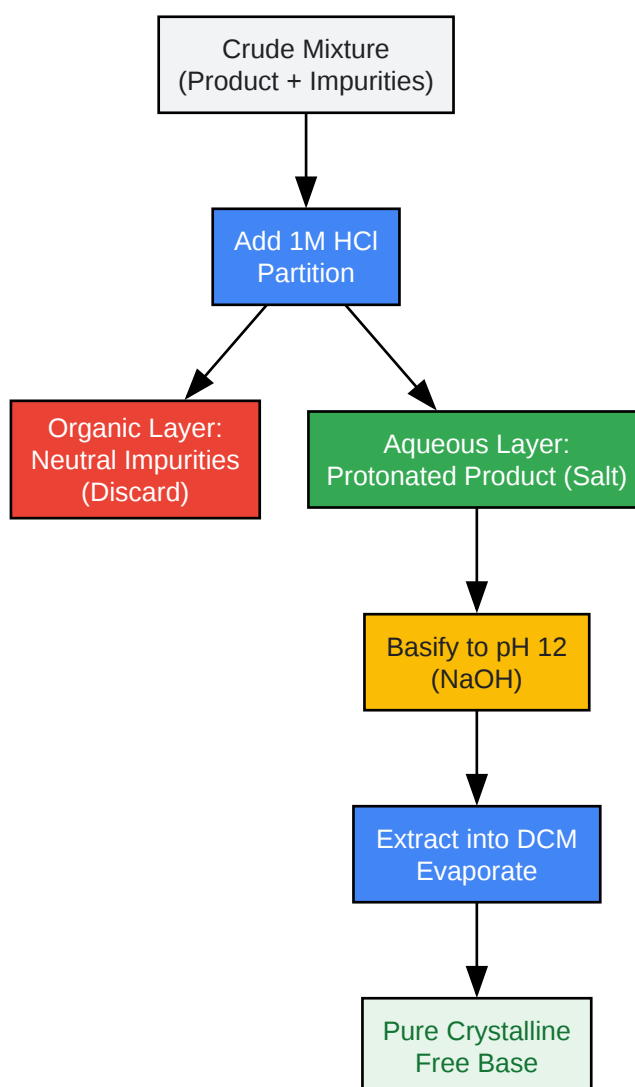 Crude Mixture
(Product + Impurities)
Add 1M HCl
Partition
Organic Layer:
Neutral Impurities
(Discard)
Aqueous Layer:
Protonated Product (Salt)
Basify to pH 12
(NaOH)
Extract into DCM
Evaporate
Pure Crystalline
Free Base